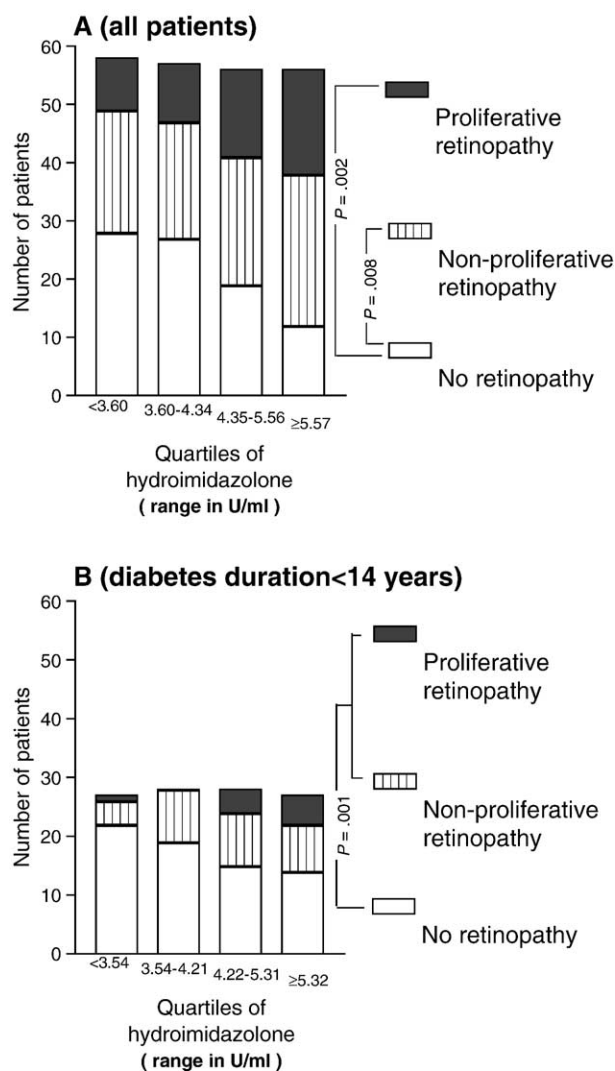 A (all patients)
60
50
40
30
20
10
0
Number of patients
<3.60
3.60-4.34
4.35-5.56
≥5.57
Quartiles of
hydroimidazolone
( range in U/ml )
P = .002
P = .008
Proliferative
retinopathy
Non-proliferative
retinopathy
No retinopathy
B (diabetes duration<14 years)
60
50
40
30
20
10
0
Number of patients
<3.54
3.54-4.21
4.22-5.31
≥5.32
Quartiles of
hydroimidazolone
( range in U/ml )
P = .001
Proliferative
retinopathy
Non-proliferative
retinopathy
No retinopathy